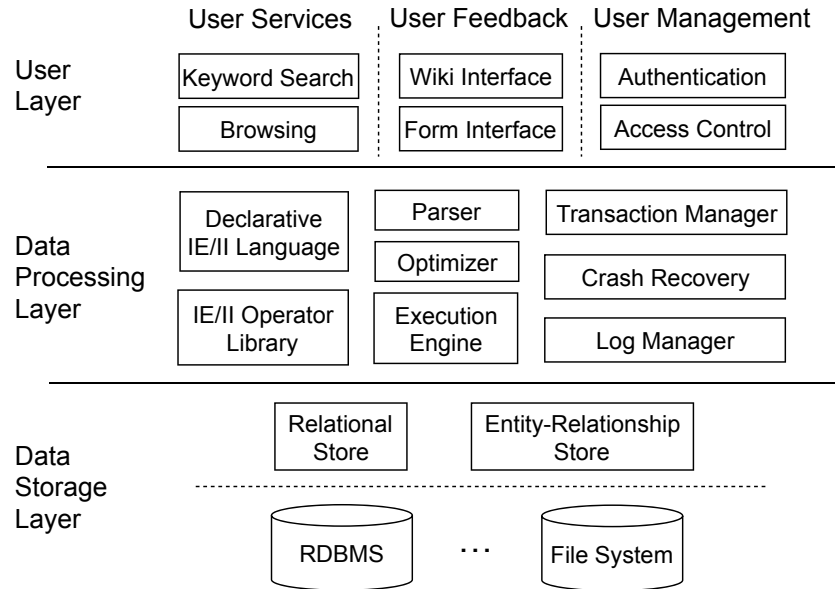 User Services
User Feedback
User Management
User
Layer
Keyword Search
Browsing
Wiki Interface
Form Interface
Authentication
Access Control
Data
Processing
Layer
Declarative
IE/II Language
IE/II Operator
Library
Parser
Optimizer
Execution
Engine
Transaction Manager
Crash Recovery
Log Manager
Data
Storage
Layer
Relational
Store
Entity-Relationship
Store
RDBMS
...
File System